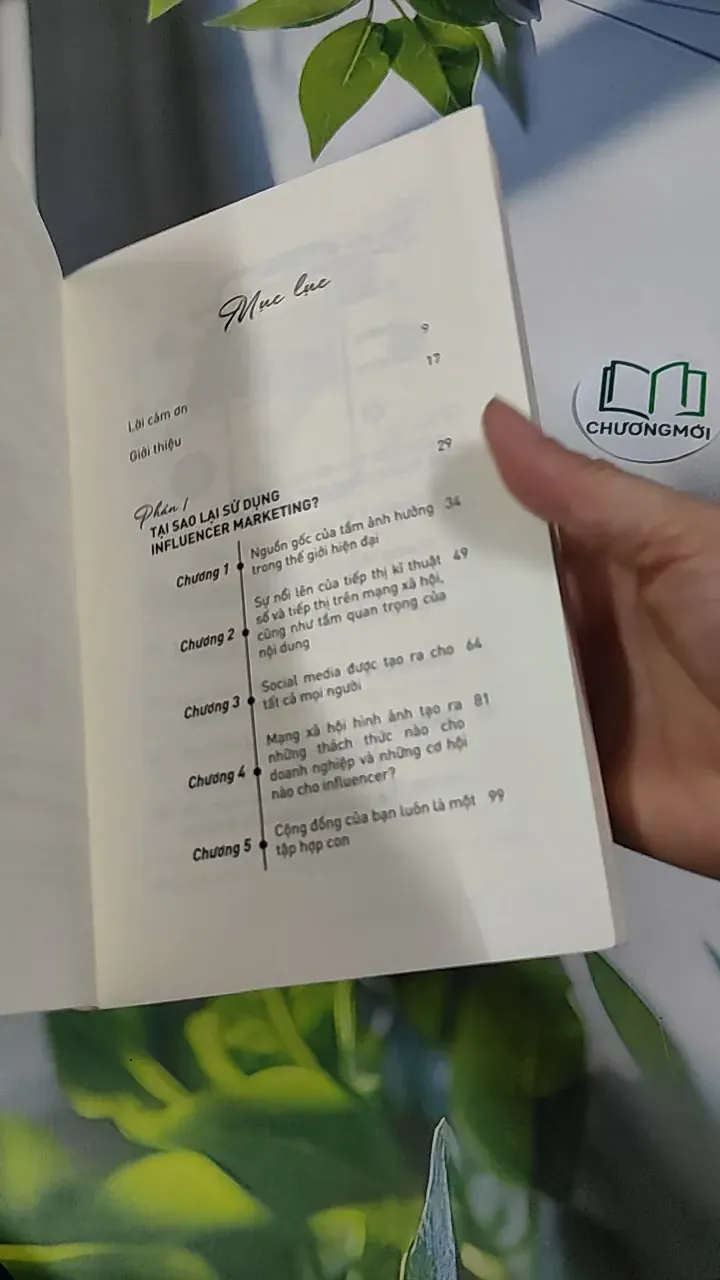 Mục lục
Lời cảm ơn 9
Giới thiệu 17
Phần 1 29
TẠI SAO LẠI SỬ DỤNG
INFLUENCER MARKETING?
Chương 1 Nguồn gốc của tầm ảnh hưởng 34
trong thế giới hiện đại
Chương 2 Sự nổi lên của tiếp thị kĩ thuật 49
số và tiếp thị trên mạng xã hội,
cũng như tầm quan trọng của
nội dung
Chương 3 Social media được tạo ra cho 64
tất cả mọi người
Chương 4 Mạng xã hội hình ảnh tạo ra 81
những thách thức nào cho
doanh nghiệp và những cơ hội
nào cho influencer?
Chương 5 Cộng đồng của bạn luôn là một 99
tập hợp con
CHƯƠNGMỚI